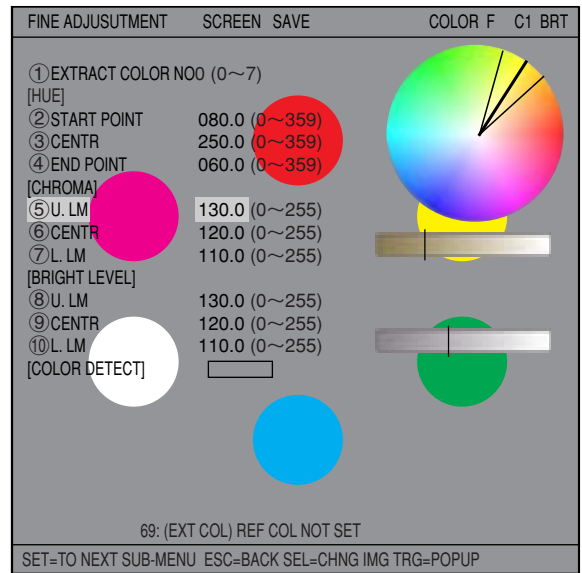 FINE ADJUSUTMENT SCREEN SAVE COLOR F C1 BRT
①EXTRACT COLOR NO0 (0～7)
[HUE]
②START POINT 080.0 (0～359)
③CENTR 250.0 (0～359)
④END POINT 060.0 (0～359)
[CHROMA]
⑤U. LM 130.0 (0～255)
⑥CENTR 120.0 (0～255)
⑦L. LM 110.0 (0～255)
[BRIGHT LEVEL]
⑧U. LM 130.0 (0～255)
⑨CENTR 120.0 (0～255)
⑩L. LM 110.0 (0～255)
[COLOR DETECT]
69: (EXT COL) REF COL NOT SET
SET=TO NEXT SUB-MENU ESC=BACK SEL=CHNG IMG TRG=POPUP